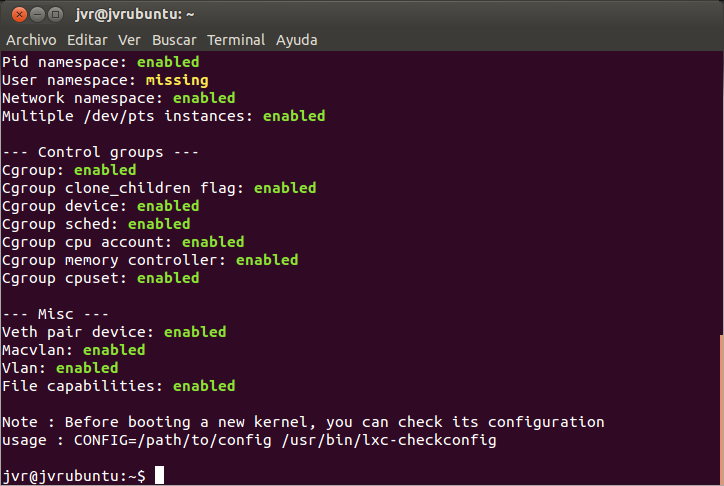 jvr@jvrubuntu: ~
Archivo Editar Ver Buscar Terminal Ayuda
Pid namespace: enabled
User namespace: missing
Network namespace: enabled
Multiple /dev/pts instances: enabled
--- Control groups ---
Cgroup: enabled
Cgroup clone_children flag: enabled
Cgroup device: enabled
Cgroup sched: enabled
Cgroup cpu account: enabled
Cgroup memory controller: enabled
Cgroup cpuset: enabled
--- Misc ---
Veth pair device: enabled
Macvlan: enabled
Vlan: enabled
File capabilities: enabled
Note : Before booting a new kernel, you can check its configuration
usage : CONFIG=/path/to/config /usr/bin/lxc-checkconfig
jvr@jvrubuntu:~$